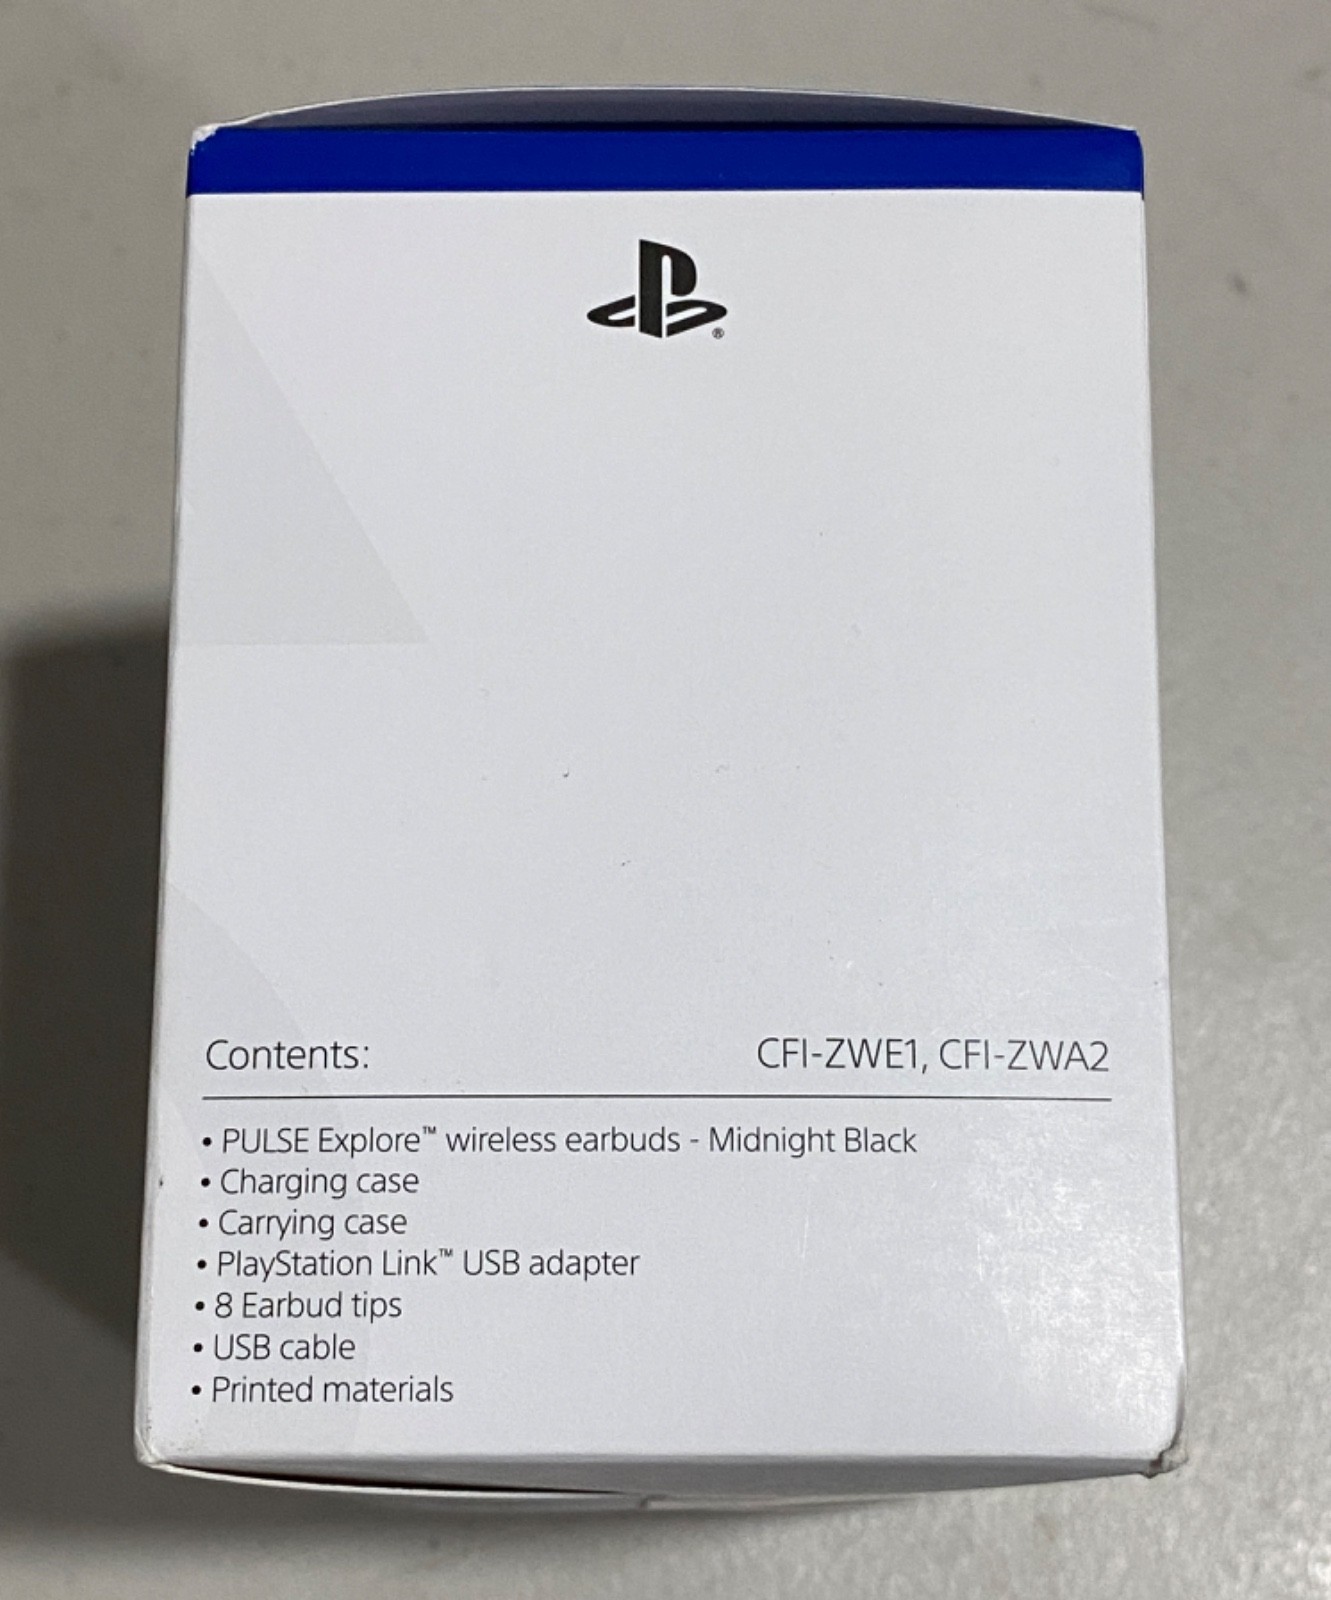 Contents:
CFI-ZWE1, CFI-ZWA2
• PULSE Explore™ wireless earbuds - Midnight Black
• Charging case
• Carrying case
• PlayStation Link™ USB adapter
• 8 Earbud tips
• USB cable
• Printed materials